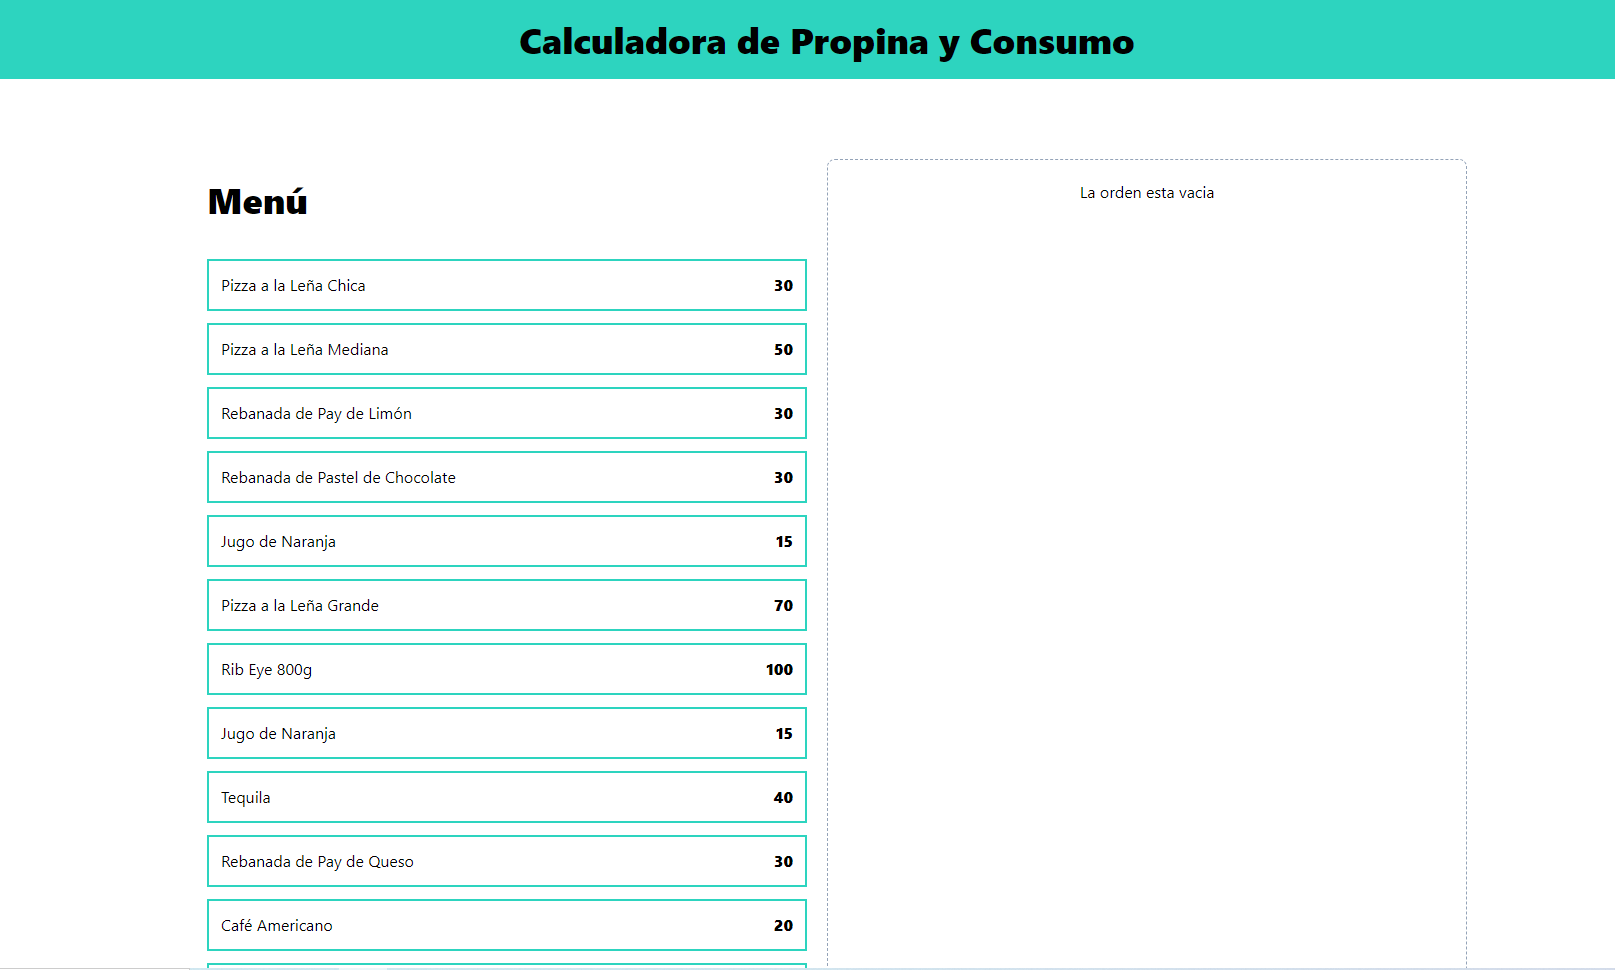 Calculadora de Propina y Consumo
Menú
Pizza a la Leña Chica 30
Pizza a la Leña Mediana 50
Rebanada de Pay de Limón 30
Rebanada de Pastel de Chocolate 30
Jugo de Naranja 15
Pizza a la Leña Grande 70
Rib Eye 800g 100
Jugo de Naranja 15
Tequila 40
Rebanada de Pay de Queso 30
Café Americano 20
La orden esta vacia